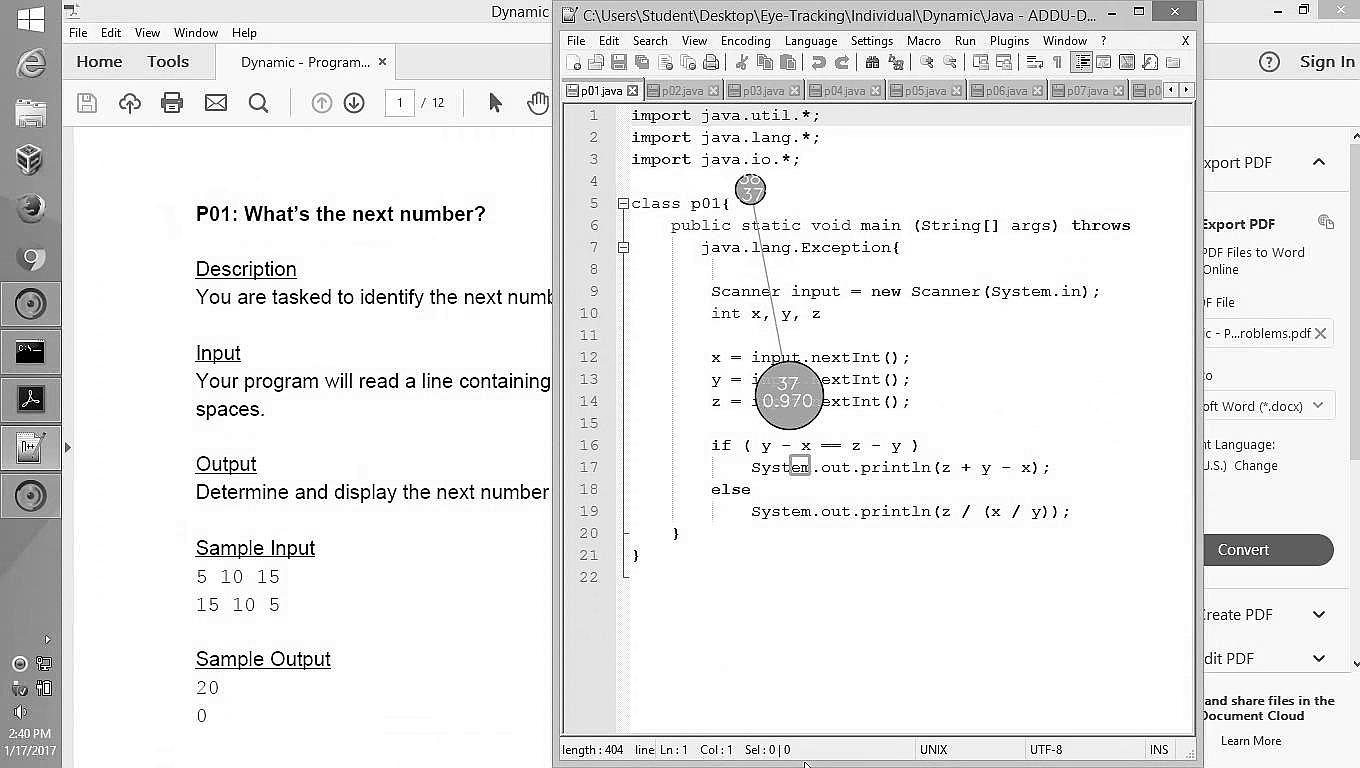 Dynamic
File Edit View Window Help
Home Tools Dynamic - Program...
1 / 12
P01: What's the next number?
Description
You are tasked to identify the next numb
Input
Your program will read a line containing
spaces.
Output
Determine and display the next number
Sample Input
5 10 15
15 10 5
Sample Output
20
0
2:40 PM
1/17/2017
C:\Users\Student\Desktop\Eye-Tracking\Individual\Dynamic\Java - ADDU-D...
File Edit Search View Encoding Language Settings Macro Run Plugins Window ? X
p01.java p02.java p03.java p04.java p05.java p06.java p07.java p0
1 import java.util.*;
2 import java.lang.*;
3 import java.io.*;
4
37
5 class p01{
6 public static void main (String[] args) throws
7 java.lang.Exception{
8
9 Scanner input = new Scanner(System.in);
10 int x, y, z
11
12 x = input.nextInt();
13 y = extInt();
37
0.970
14 z = extInt();
15
16 if ( y - x == z - y )
17 System.out.println(z + y - x);
18 else
19 System.out.println(z / (x / y));
20 }
21 }
22
length : 404 line Ln : 1 Col : 1 Sel : 0 | 0 UNIX UTF-8 INS
Sign In
xport PDF
Export PDF
PDF Files to Word
Online
DF File
c - P...roblems.pdf
to
oft Word (*.docx)
nt Language:
U.S.) Change
Convert
reate PDF
dit PDF
and share files in the
Document Cloud
Learn More